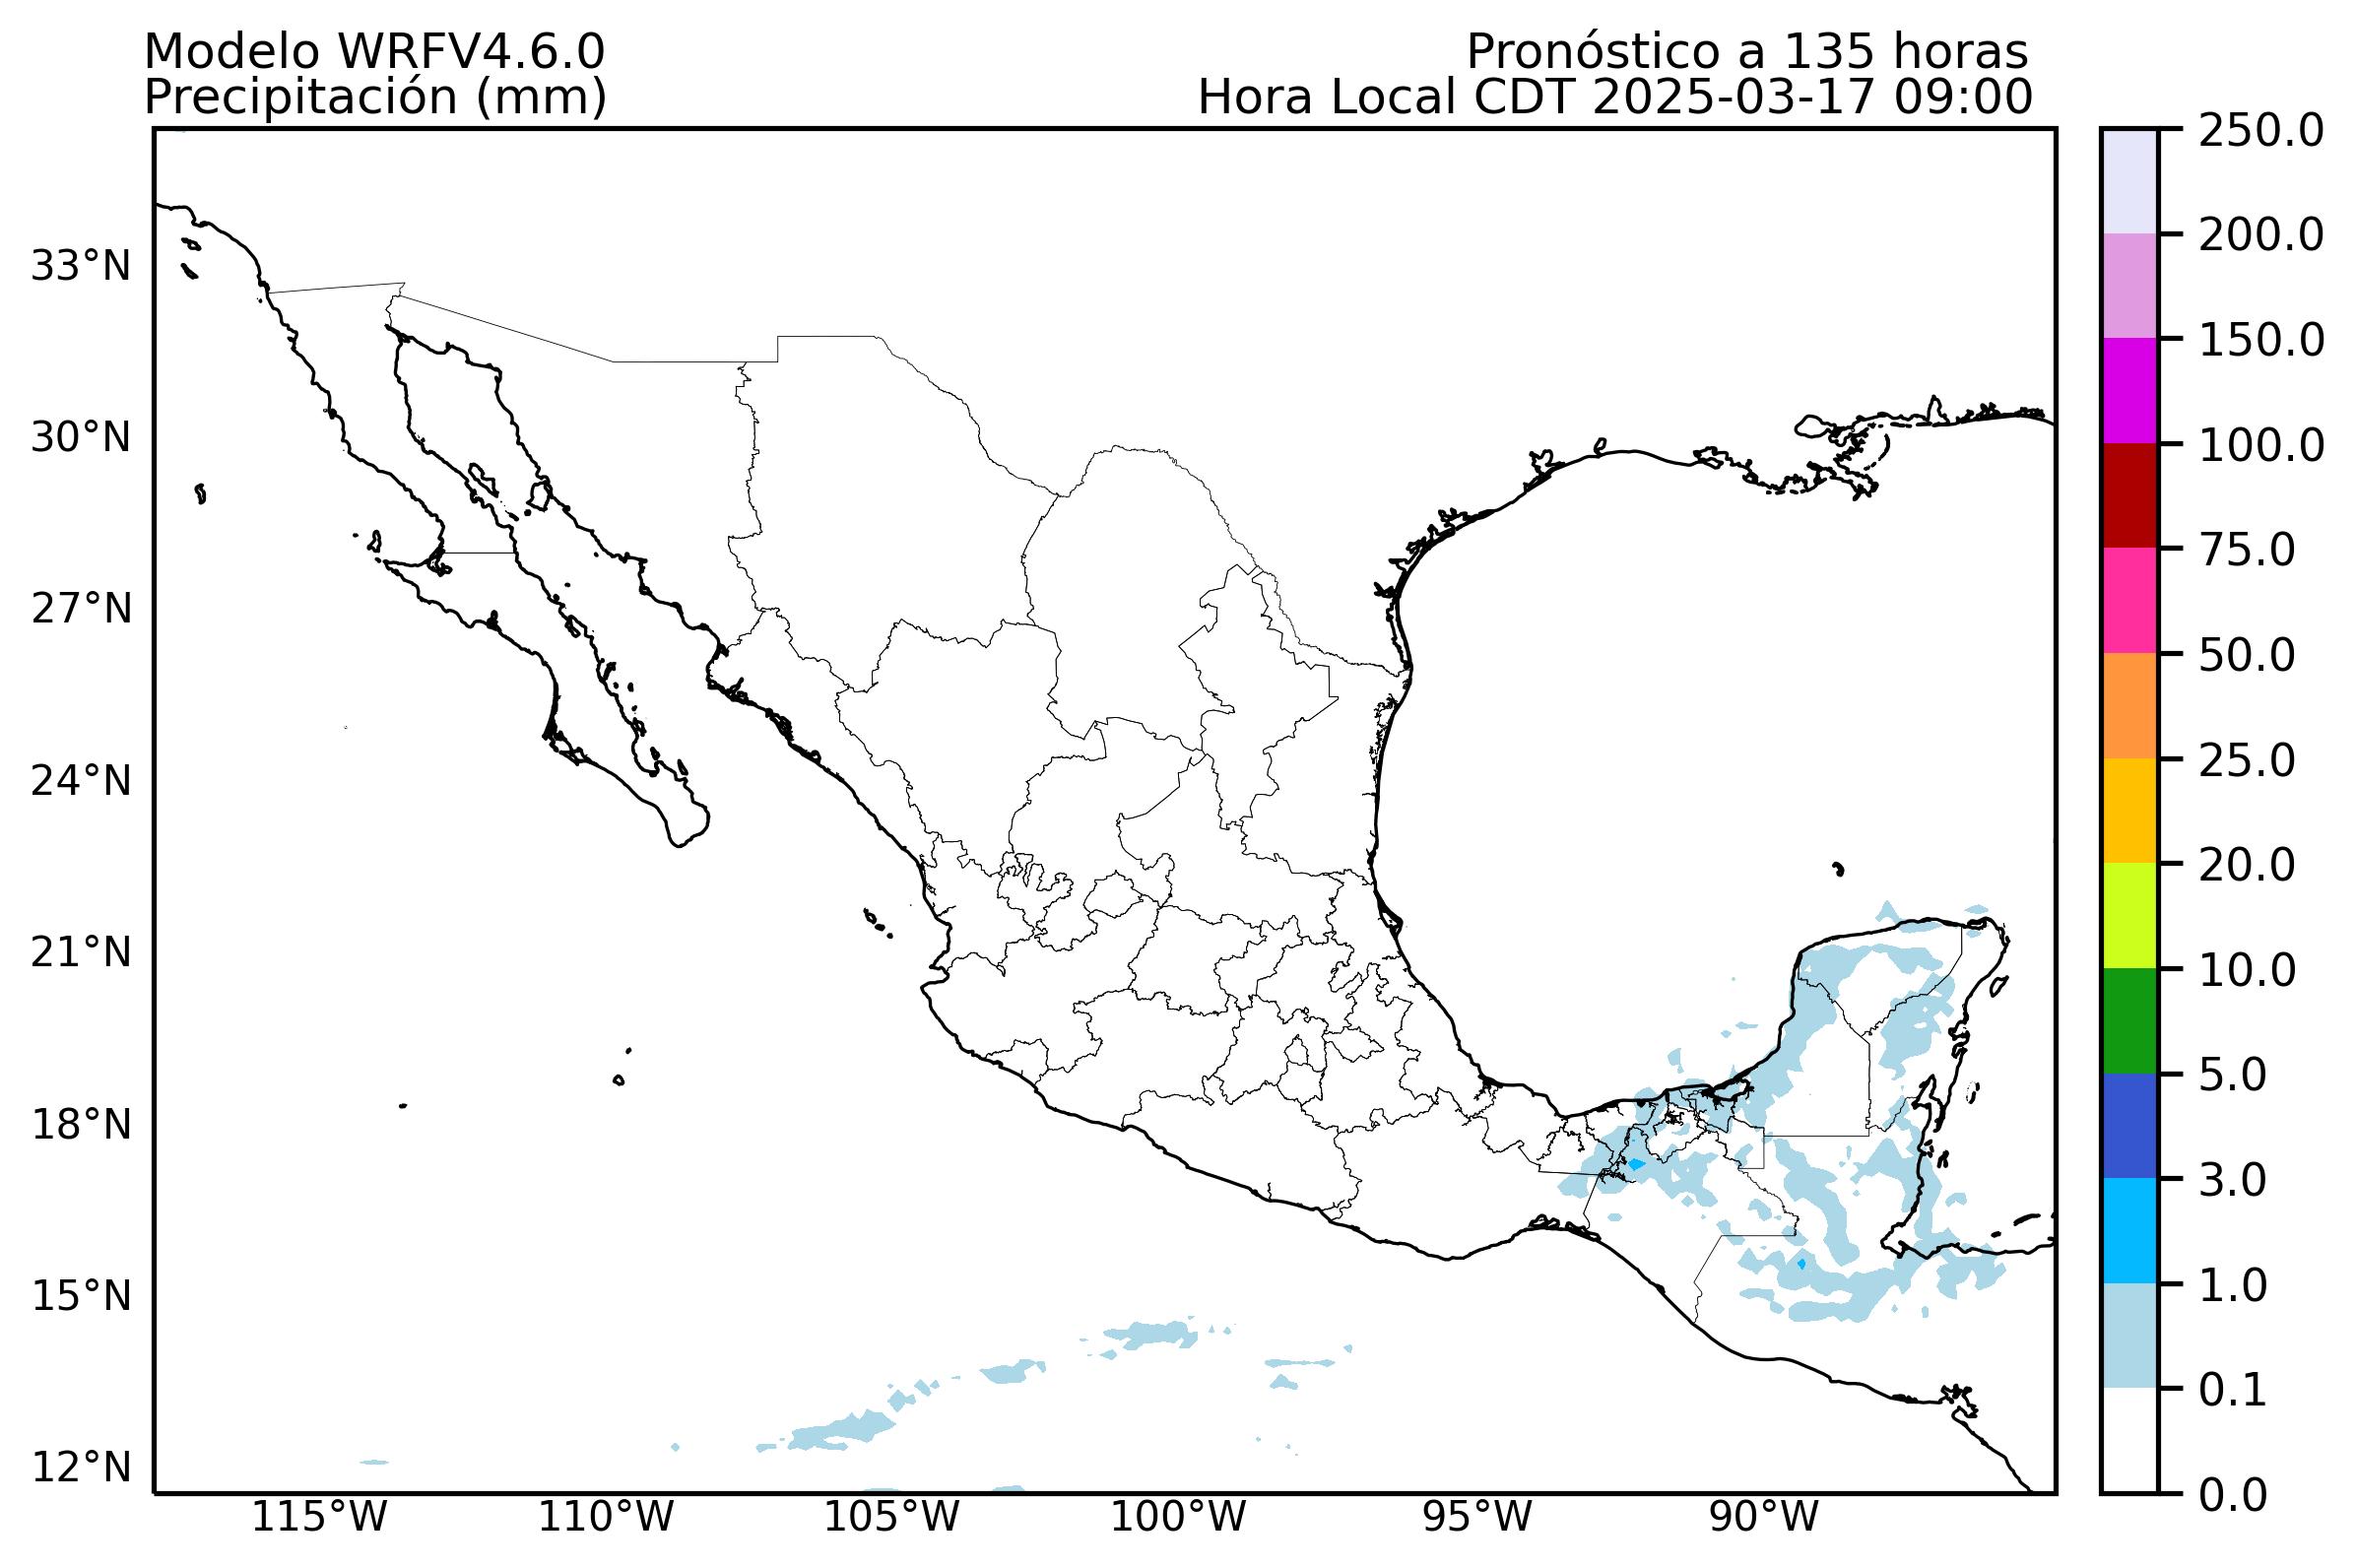 Modelo WRFV4.6.0
Precipitación (mm)
Pronóstico a 135 horas
Hora Local CDT 2025-03-17 09:00
33°N
30°N
27°N
24°N
21°N
18°N
15°N
12°N
115°W 110°W 105°W 100°W 95°W 90°W
250.0
200.0
150.0
100.0
75.0
50.0
25.0
20.0
10.0
5.0
3.0
1.0
0.1
0.0